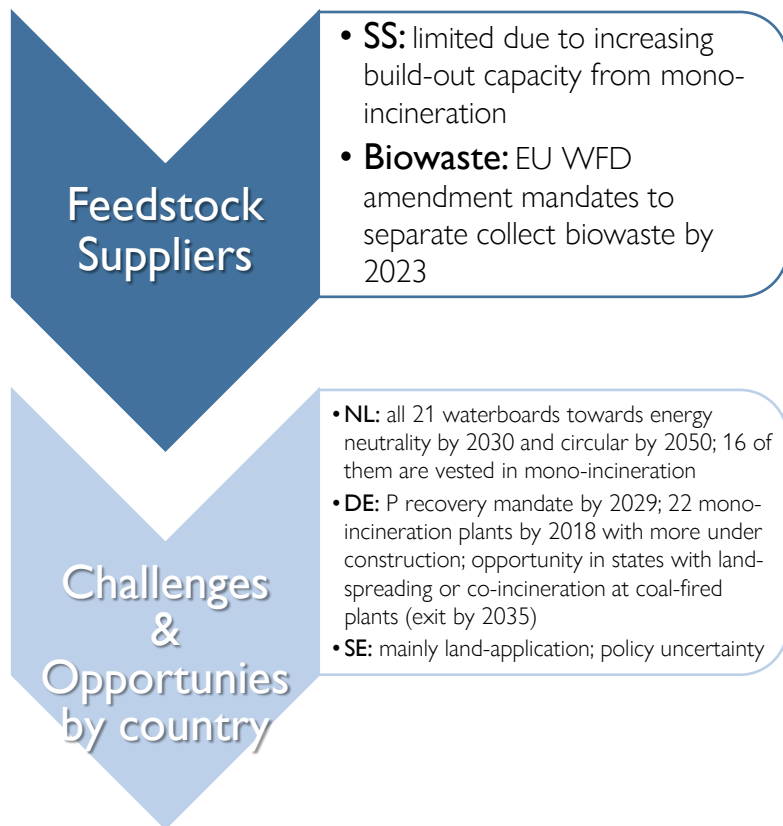 Feedstock
Suppliers
• SS: limited due to increasing
build-out capacity from mono-
incineration
• Biowaste: EU WFD
amendment mandates to
separate collect biowaste by
2023
Challenges
&
Opportunies
by country
• NL: all 21 waterboards towards energy
neutrality by 2030 and circular by 2050; 16 of
them are vested in mono-incineration
• DE: P recovery mandate by 2029; 22 mono-
incineration plants by 2018 with more under
construction; opportunity in states with land-
spreading or co-incineration at coal-fired
plants (exit by 2035)
• SE: mainly land-application; policy uncertainty